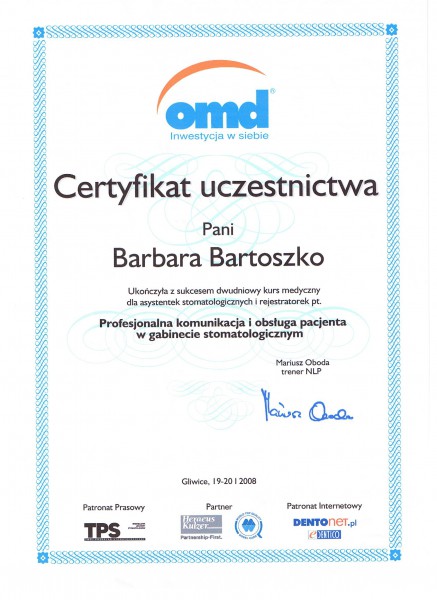 omd®
Inwestycja w siebie
Certyfikat uczestnictwa
Pani
Barbara Bartoszko
Ukończyła z sukcesem dwudniowy kurs medyczny
dla asystentek stomatologicznych i rejestratorek pt.
Profesjonalna komunikacja i obsługa pacjenta
w gabinecie stomatologicznym
Mariusz Oboda
trener NLP
Mariusz Oboda
Gliwice, 19-20 I 2008
Patronat Prasowy
Partner
Patronat Internetowy
TPS
Heraeus
Kulzer
Partnership-First.
DENTOnet.pl
eDENTICO